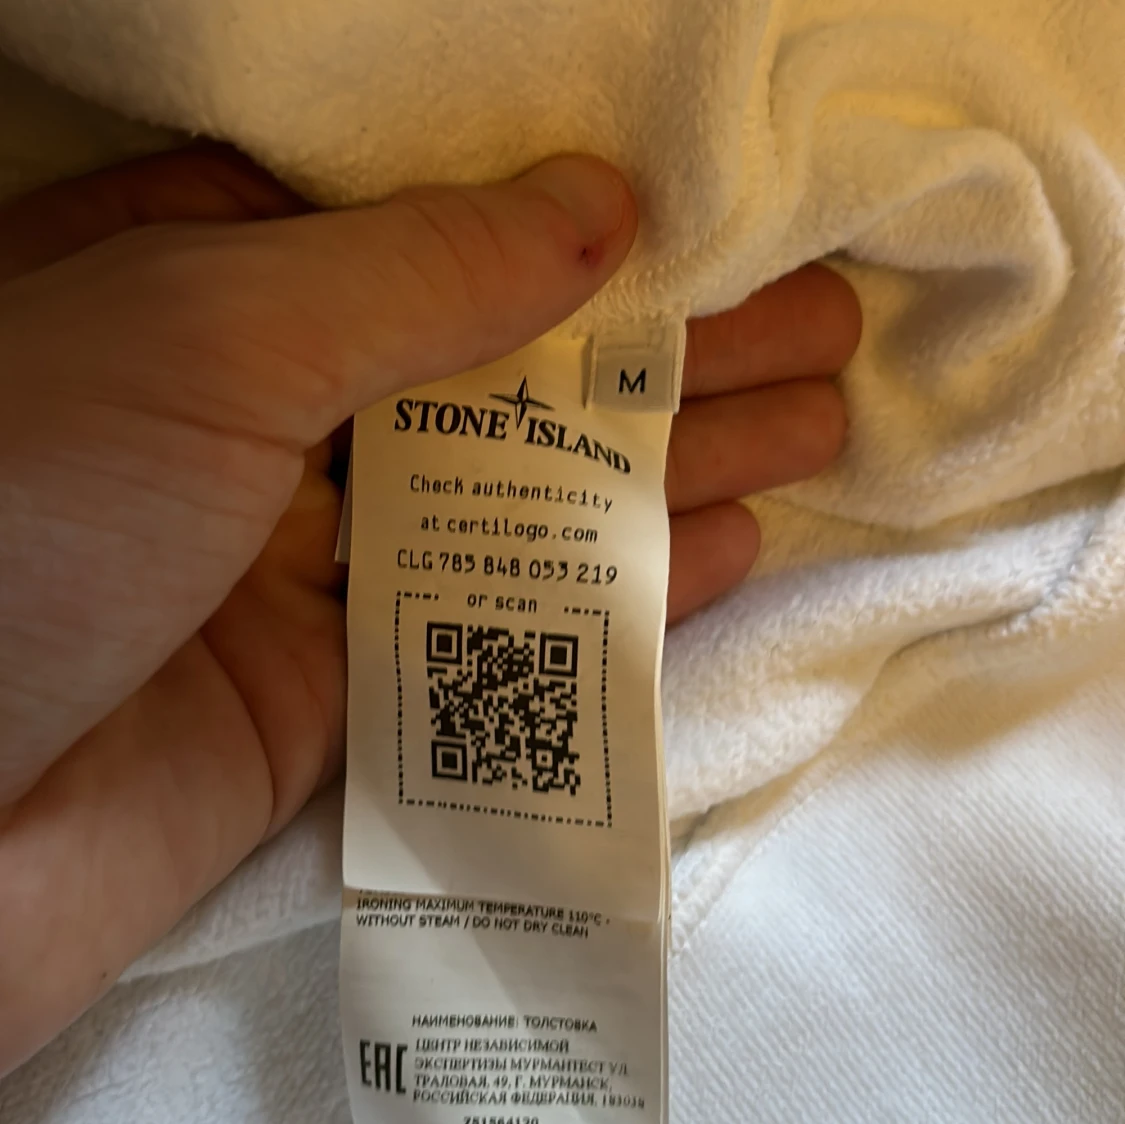 M
STONE ISLAND
Check authenticity
at certilogo.com
CLG 785 848 053 219
or scan
IRONING MAXIMUM TEMPERATURE 110°C -
WITHOUT STEAM / DO NOT DRY CLEAN
НАИМЕНОВАНИЕ: ТОЛСТОВКА
EAC
ЦЕНТР НЕЗАВИСИМОЙ
ЭКСПЕРТИЗЫ МУРМАНТЕСТ УЛ.
ТРАЛОВАЯ, 49, Г. МУРМАНСК,
РОССИЙСКАЯ ФЕДЕРАЦИЯ, 183038